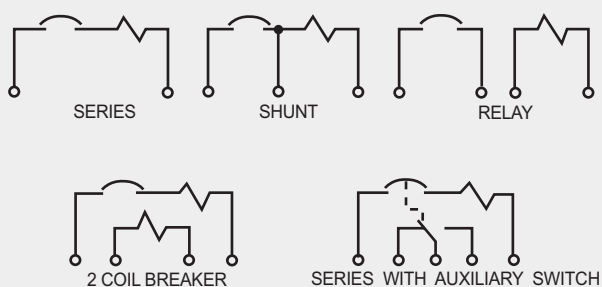 SERIES
SHUNT
RELAY
2 COIL BREAKER
SERIES WITH AUXILIARY SWITCH